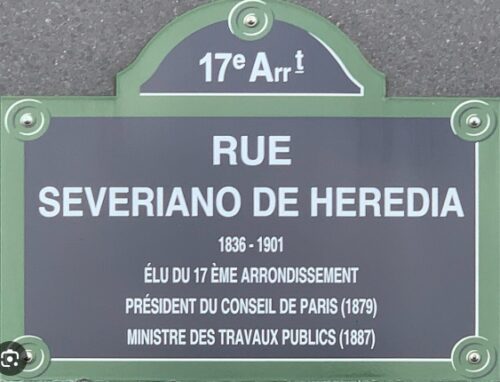 17e Arrt
RUE
SEVERIANO DE HEREDIA
1836 - 1901
ÉLU DU 17 ÈME ARRONDISSEMENT
PRÉSIDENT DU CONSEIL DE PARIS (1879)
MINISTRE DES TRAVAUX PUBLICS (1887)